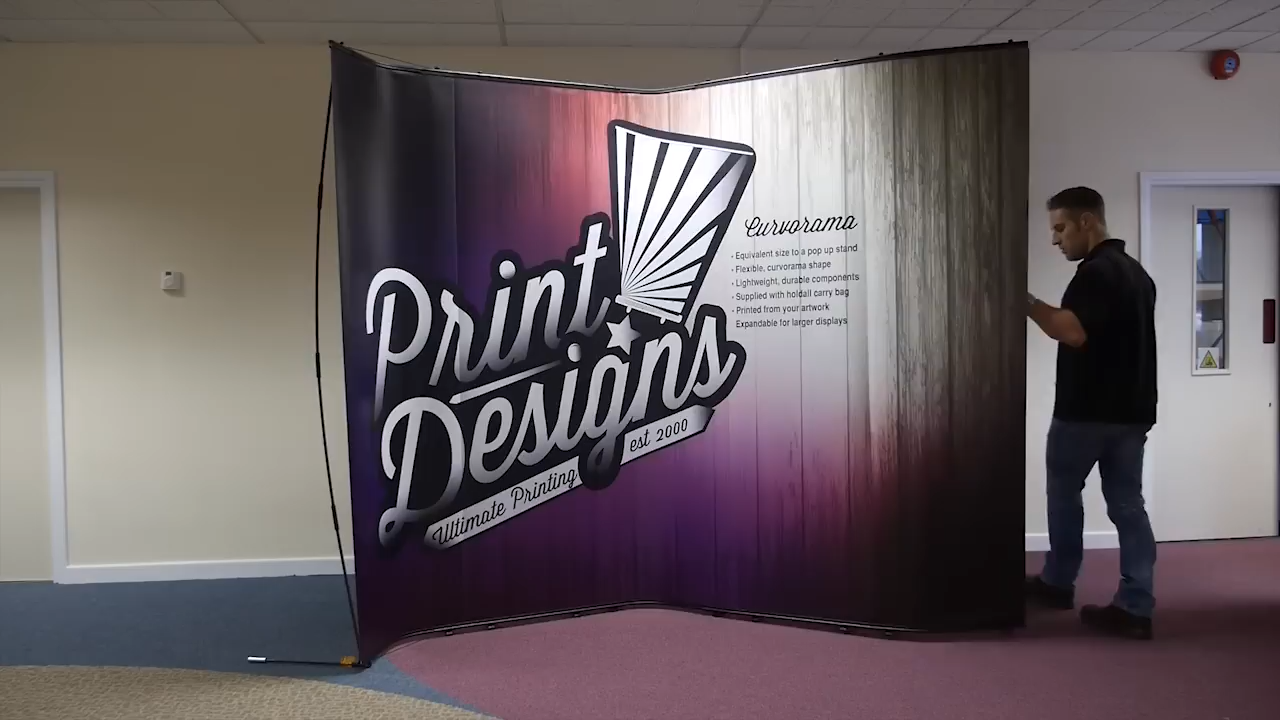 Print
Designs
Ultimate Printing est 2000
Curvorama
- Equivalent size to a pop up stand
- Flexible, curvorama shape
- Lightweight, durable components
- Supplied with holdall carry bag
- Printed from your artwork
Expandable for larger displays